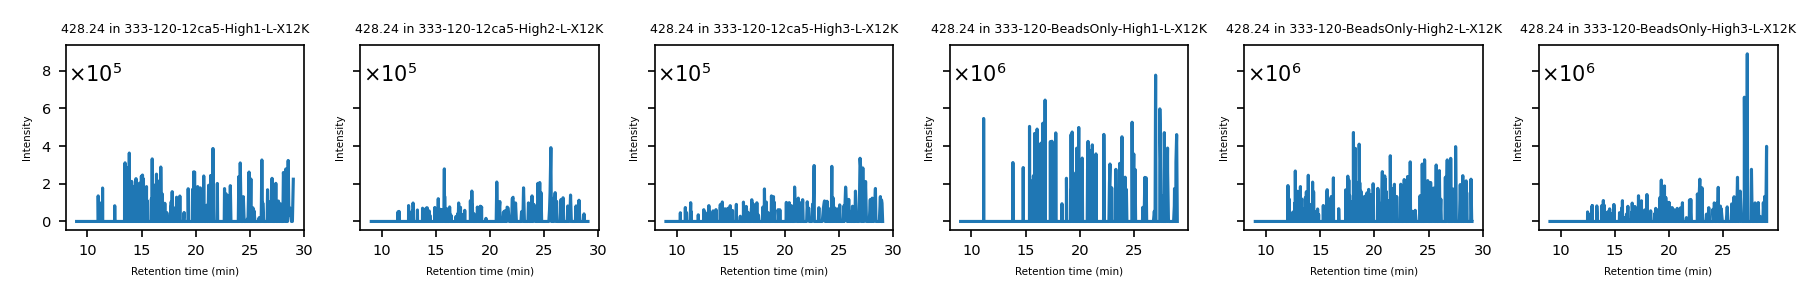 428.24 in 333-120-12ca5-High1-L-X12K
428.24 in 333-120-12ca5-High2-L-X12K
428.24 in 333-120-12ca5-High3-L-X12K
428.24 in 333-120-BeadsOnly-High1-L-X12K
428.24 in 333-120-BeadsOnly-High2-L-X12K
428.24 in 333-120-BeadsOnly-High3-L-X12K
×10⁵
×10⁵
×10⁵
×10⁶
×10⁶
×10⁶
8
6
4
2
0
Intensity
Intensity
Intensity
Intensity
Intensity
Intensity
10 15 20 25 30
10 15 20 25 30
10 15 20 25 30
10 15 20 25
10 15 20 25 30
10 15 20 25
Retention time (min)
Retention time (min)
Retention time (min)
Retention time (min)
Retention time (min)
Retention time (min)